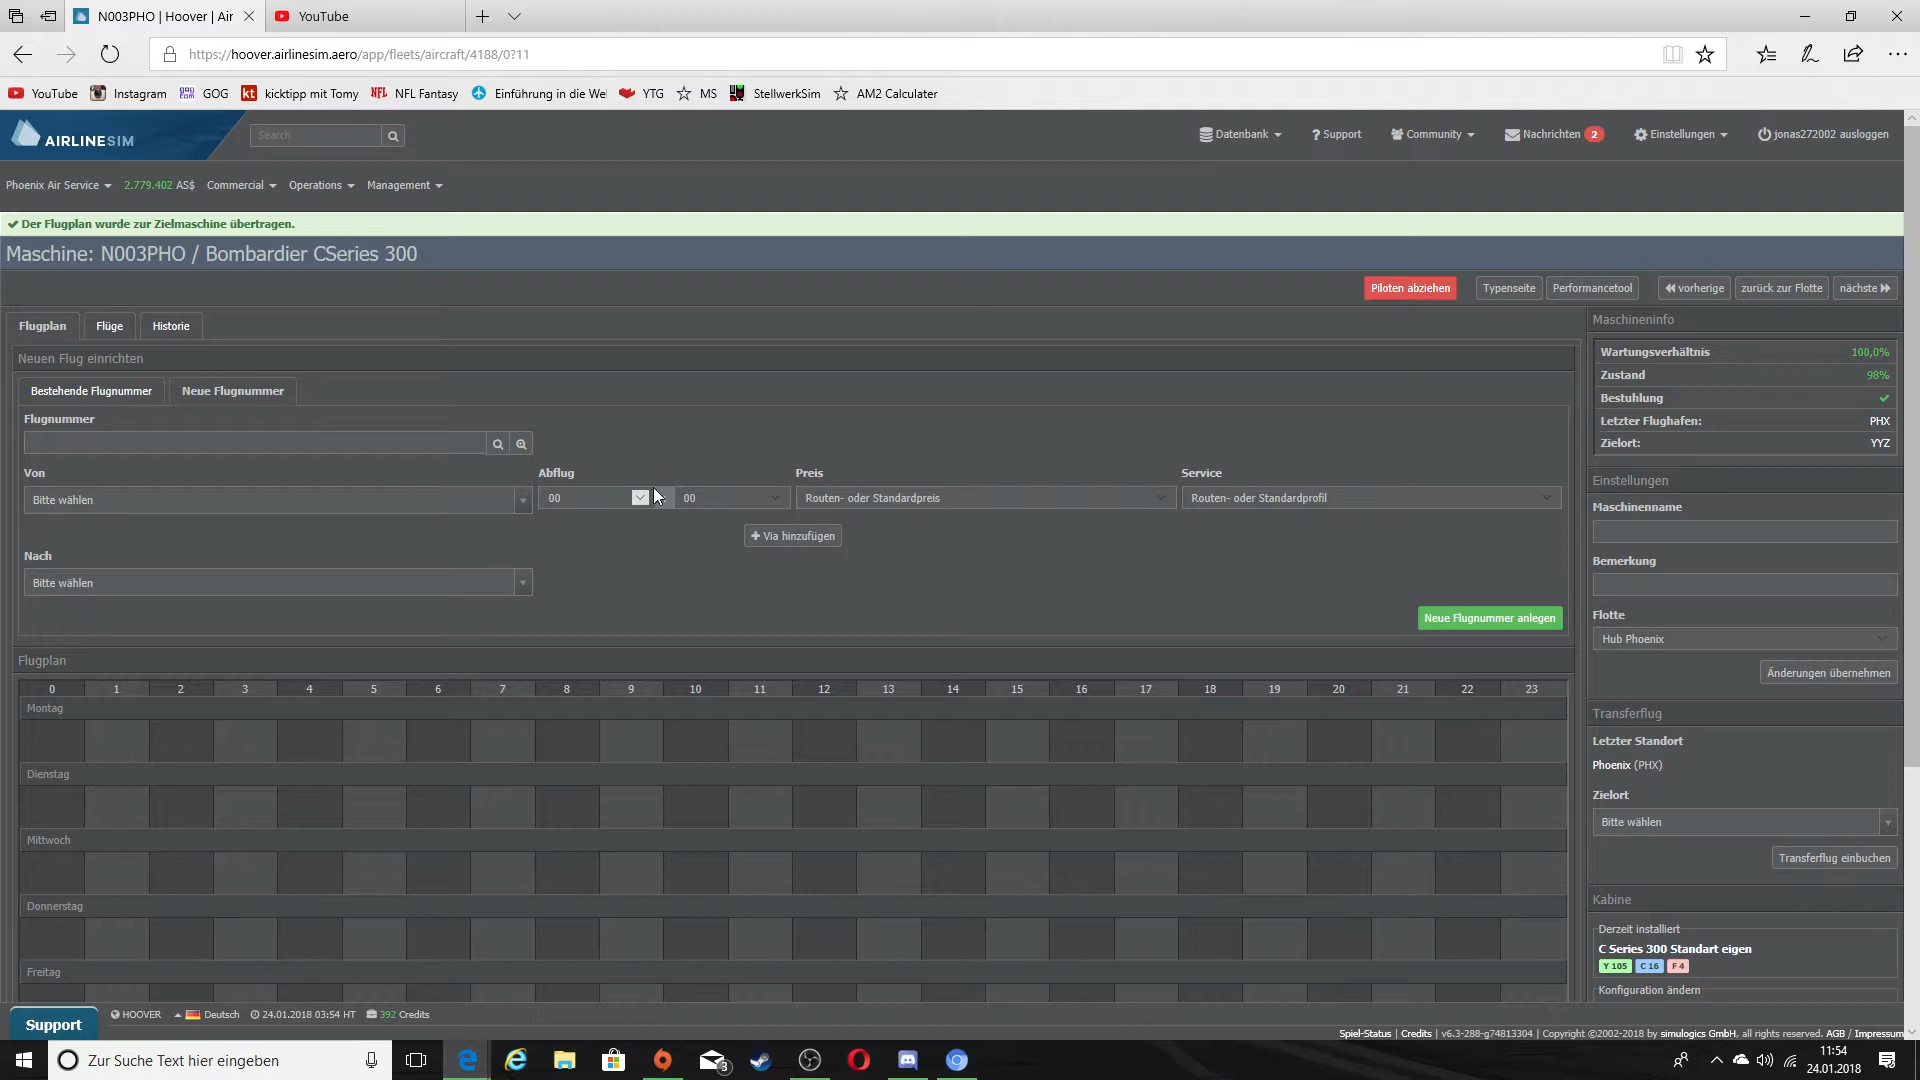 N003PHO | Hoover | Air
YouTube
https://hoover.airlinesim.aero/app/fleets/aircraft/4188/0?11
YouTube
Instagram
GOG
kt kicktipp mit Tomy
NFL NFL Fantasy
Einführung in die We
YTG
MS
StellwerkSim
AM2 Calculater
AIRLINESIM
Search
Datenbank
? Support
Community
Nachrichten 2
Einstellungen
jonas272002 ausloggen
Phoenix Air Service
2.779.402 AS$
Commercial
Operations
Management
Der Flugplan wurde zur Zielmaschine übertragen.
Maschine: N003PHO / Bombardier CSeries 300
Piloten abziehen
Typenseite
Performancetool
vorherige
zurück zur Flotte
nächste
Flugplan
Flüge
Historie
Neuen Flug einrichten
Bestehende Flugnummer
Neue Flugnummer
Flugnummer
Von
Abflug
Preis
Service
Bitte wählen
00
00
Routen- oder Standardpreis
Routen- oder Standardprofil
+ Via hinzufügen
Nach
Bitte wählen
Neue Flugnummer anlegen
Flugplan
0 1 2 3 4 5 6 7 8 9 10 11 12 13 14 15 16 17 18 19 20 21 22 23
Montag
Dienstag
Mittwoch
Donnerstag
Freitag
Maschineninfo
Wartungsverhältnis 100,0%
Zustand 98%
Bestuhlung
Letzter Flughafen: PHX
Zielort: YYZ
Einstellungen
Maschinenname
Bemerkung
Flotte
Hub Phoenix
Änderungen übernehmen
Transferflug
Letzter Standort
Phoenix (PHX)
Zielort
Bitte wählen
Transferflug einbuchen
Kabine
Derzeit installiert
C Series 300 Standart eigen
Y 105 C 16 F 4
Konfiguration ändern
Support
HOOVER
Deutsch
24.01.2018 03:54 HT
392 Credits
Spiel-Status | Credits | v6.3-288-g74813304 | Copyright ©2002-2018 by simulogics GmbH, all rights reserved. AGB / Impressum
Zur Suche Text hier eingeben
3
11:54
24.01.2018